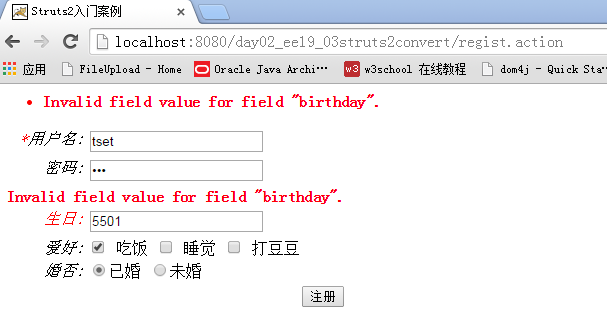 Struts2入门案例
localhost:8080/day02_ee19_03struts2convert/regist.action
应用 FileUpload - Home Oracle Java Archi… w3school 在线教程 dom4j - Quick Sta…
Invalid field value for field "birthday".
*用户名: tset
密码: •••
Invalid field value for field "birthday".
生日: 5501
爱好: 吃饭 睡觉 打豆豆
婚否: 已婚 未婚
注册